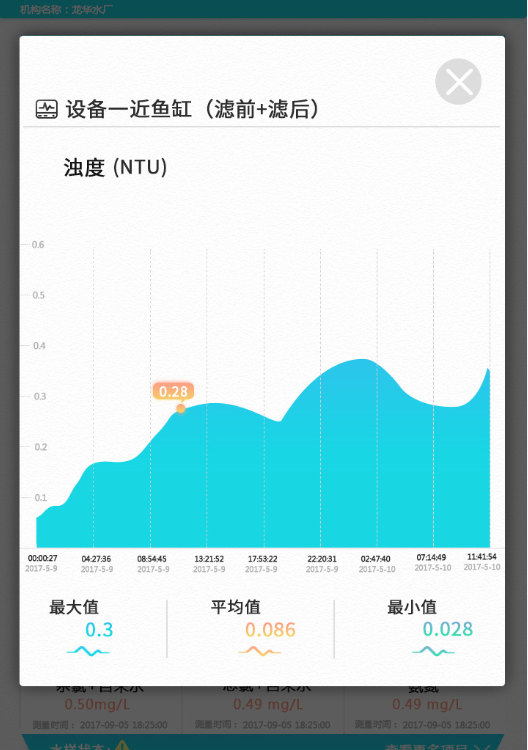 机构名称：龙华水厂
设备一近鱼缸（滤前+滤后）
浊度 (NTU)
0.6
0.5
0.4
0.3
0.28
0.2
0.1
00:00:27 04:27:36 08:54:45 13:21:52 17:53:22 22:20:31 02:47:40 07:14:49 11:41:54
2017-5-9 2017-5-9 2017-5-9 2017-5-9 2017-5-9 2017-5-9 2017-5-10 2017-5-10 2017-5-10
最大值 平均值 最小值
0.3 0.086 0.028
0.50mg/L 0.49 mg/L 0.49 mg/L
测量时间： 2017-09-05 18:25:00 测量时间： 2017-09-05 18:25:00 测量时间： 2017-09-05 18:25:00